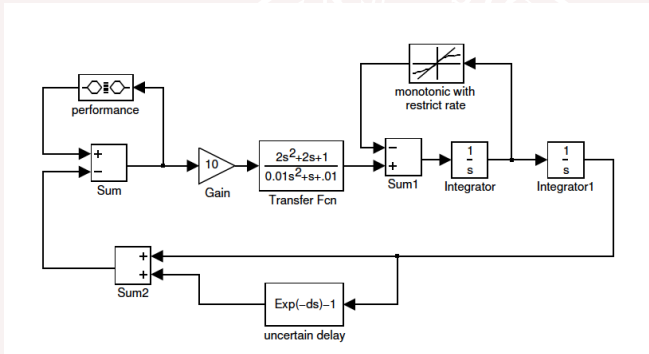 performance
monotonic with
restrict rate
+
−
Sum
10
Gain
2s²+2s+1
0.01s²+s+.01
Transfer Fcn
−
+
Sum1
1
s
Integrator
1
s
Integrator1
+
+
Sum2
Exp(−ds)−1
uncertain delay